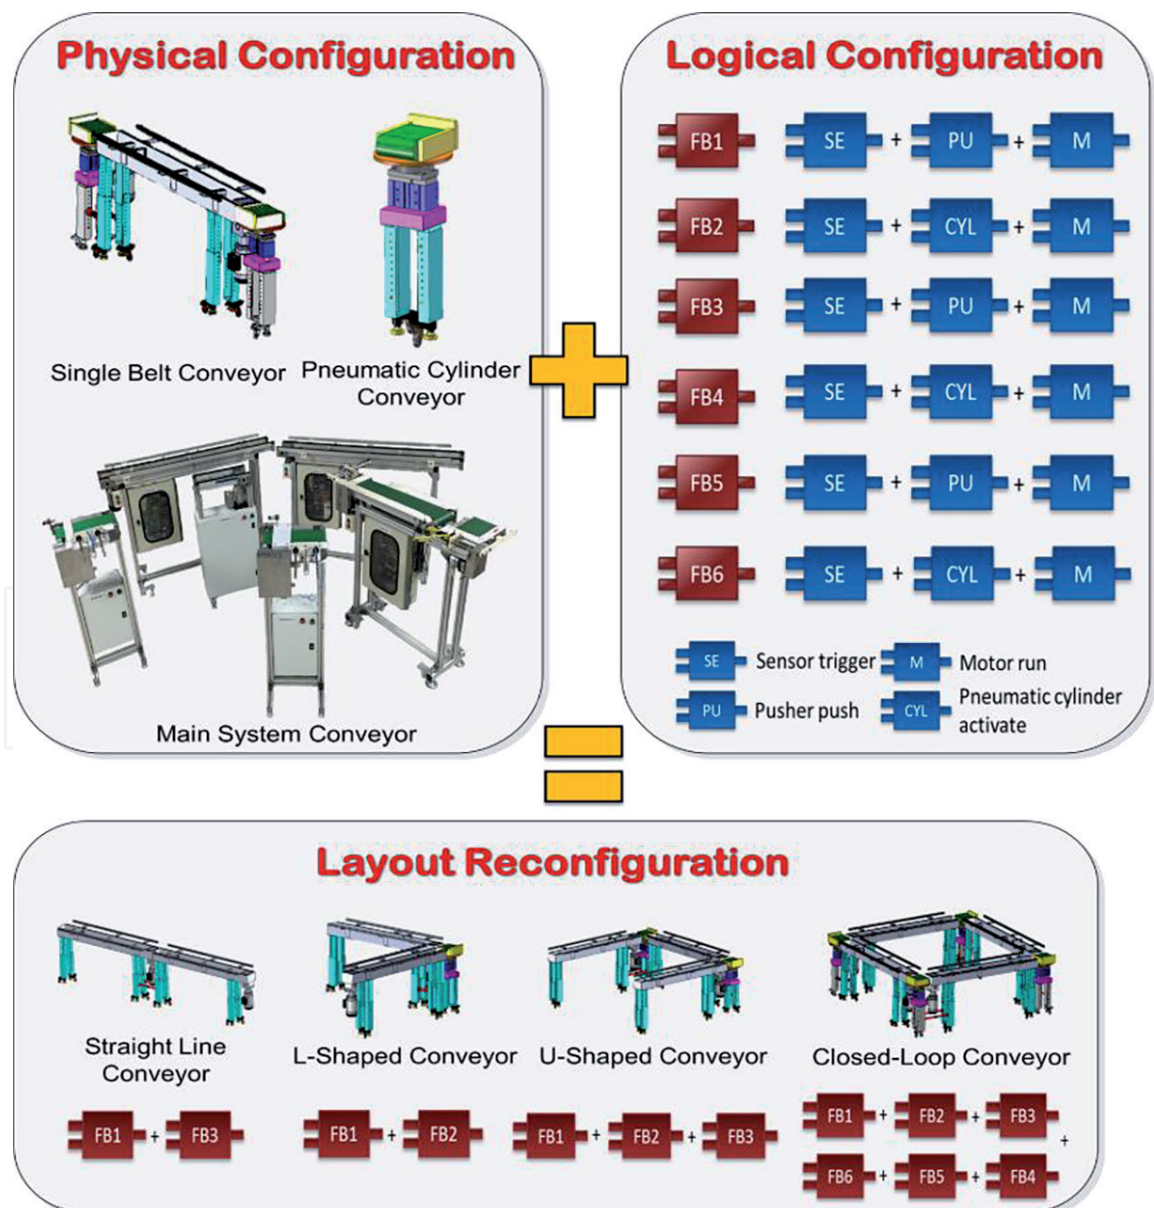 Physical Configuration
Single Belt Conveyor
Pneumatic Cylinder
Conveyor
Main System Conveyor
+
Logical Configuration
FB1 SE + PU + M
FB2 SE + CYL + M
FB3 SE + PU + M
FB4 SE + CYL + M
FB5 SE + PU + M
FB6 SE + CYL + M
SE Sensor trigger M Motor run
PU Pusher push CYL Pneumatic cylinder
activate
=
Layout Reconfiguration
Straight Line
Conveyor
L-Shaped Conveyor
U-Shaped Conveyor
Closed-Loop Conveyor
FB1 + FB3
FB1 + FB2
FB1 + FB2 + FB3
FB1 + FB2 + FB3 +
FB6 + FB5 + FB4